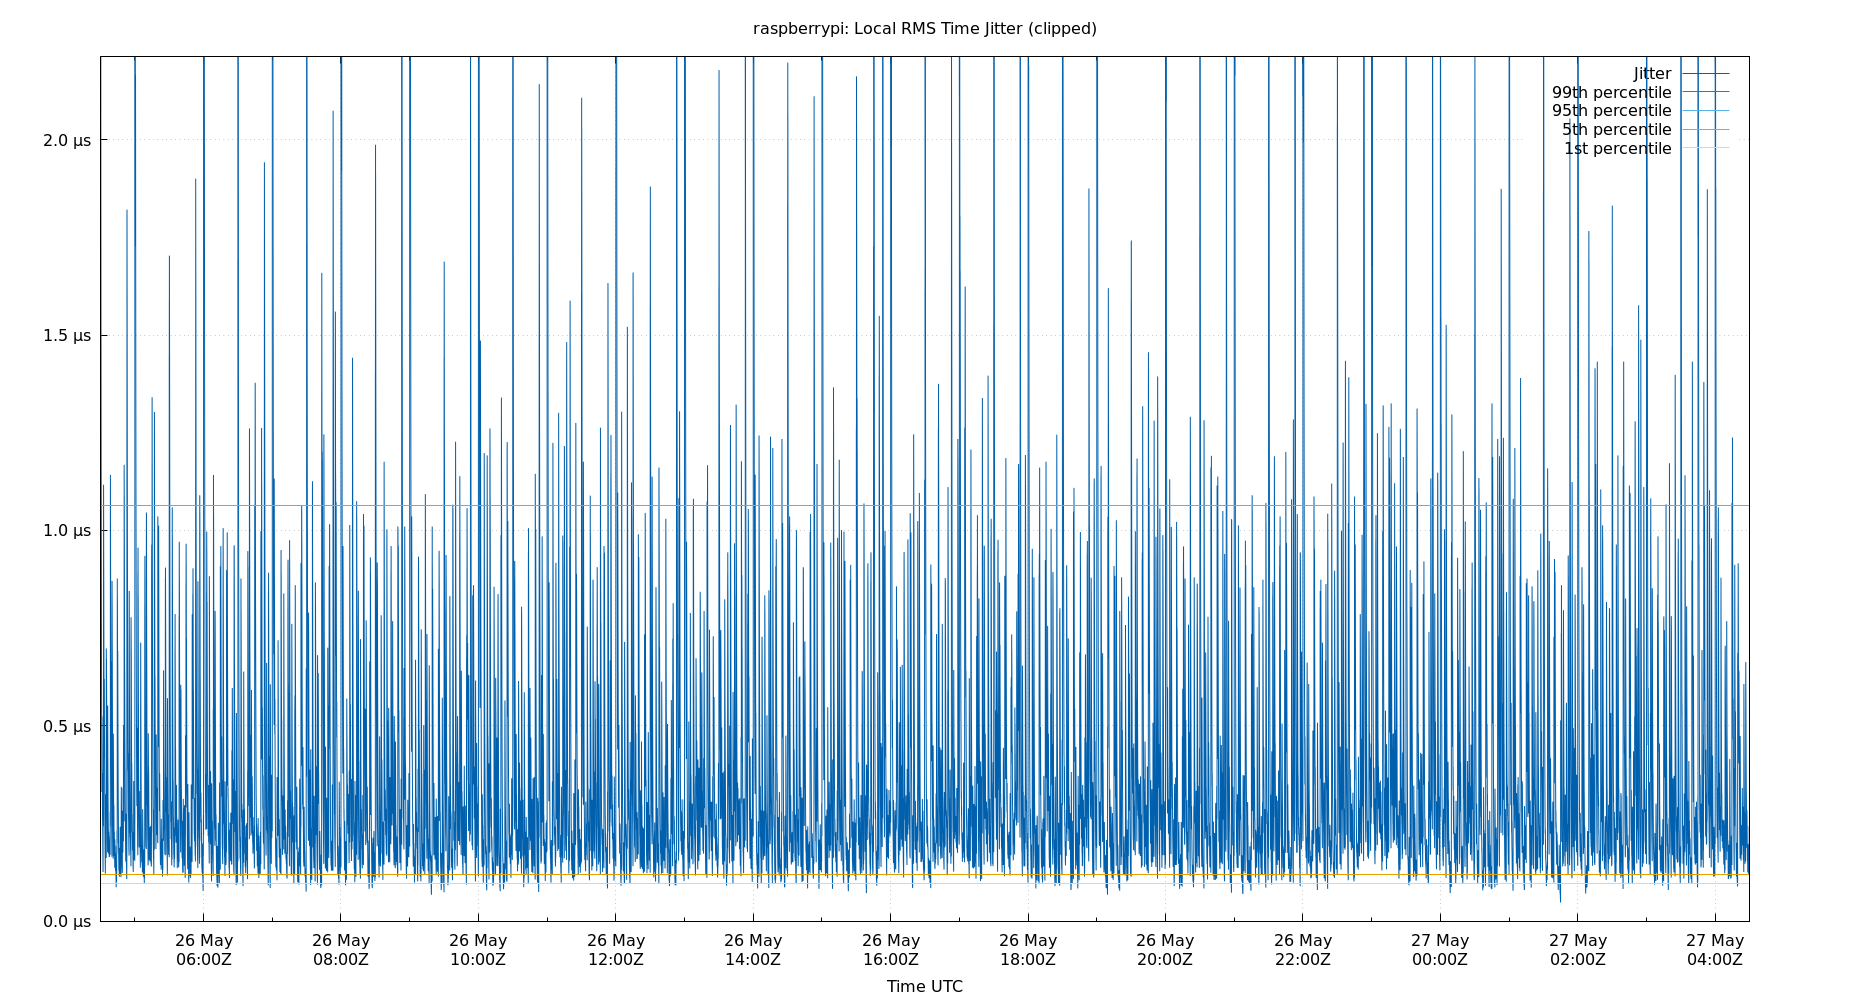 raspberrypi: Local RMS Time Jitter (clipped)
Jitter
99th percentile
95th percentile
5th percentile
1st percentile
2.0 µs
1.5 µs
1.0 µs
0.5 µs
0.0 µs
26 May 26 May 26 May 26 May 26 May 26 May 26 May 26 May 26 May 27 May 27 May 27 May
06:00Z 08:00Z 10:00Z 12:00Z 14:00Z 16:00Z 18:00Z 20:00Z 22:00Z 00:00Z 02:00Z 04:00Z
Time UTC